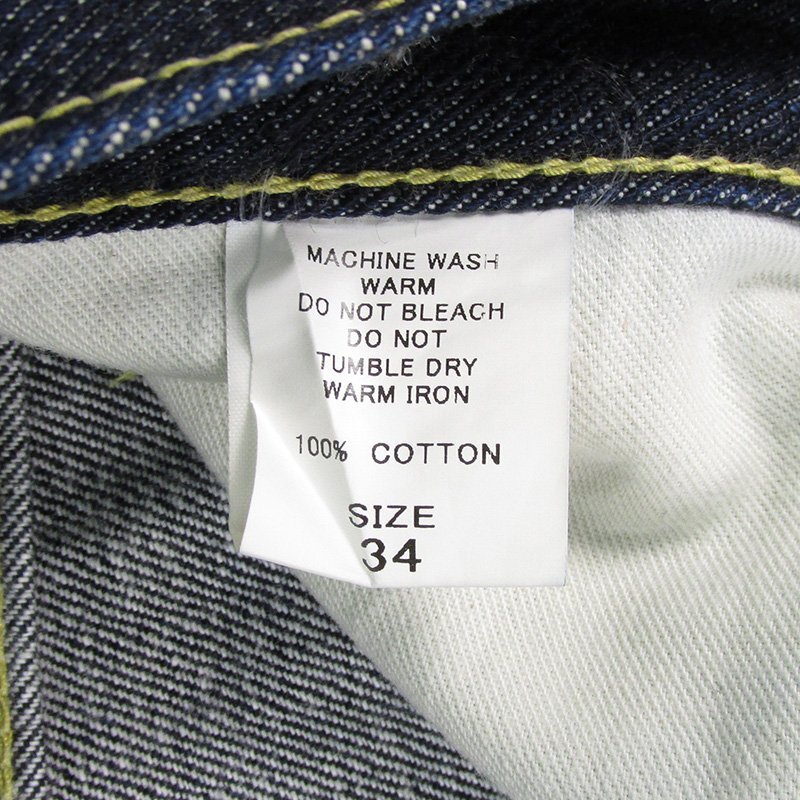 MACHINE WASH
WARM
DO NOT BLEACH
DO NOT
TUMBLE DRY
WARM IRON
100% COTTON
SIZE
34